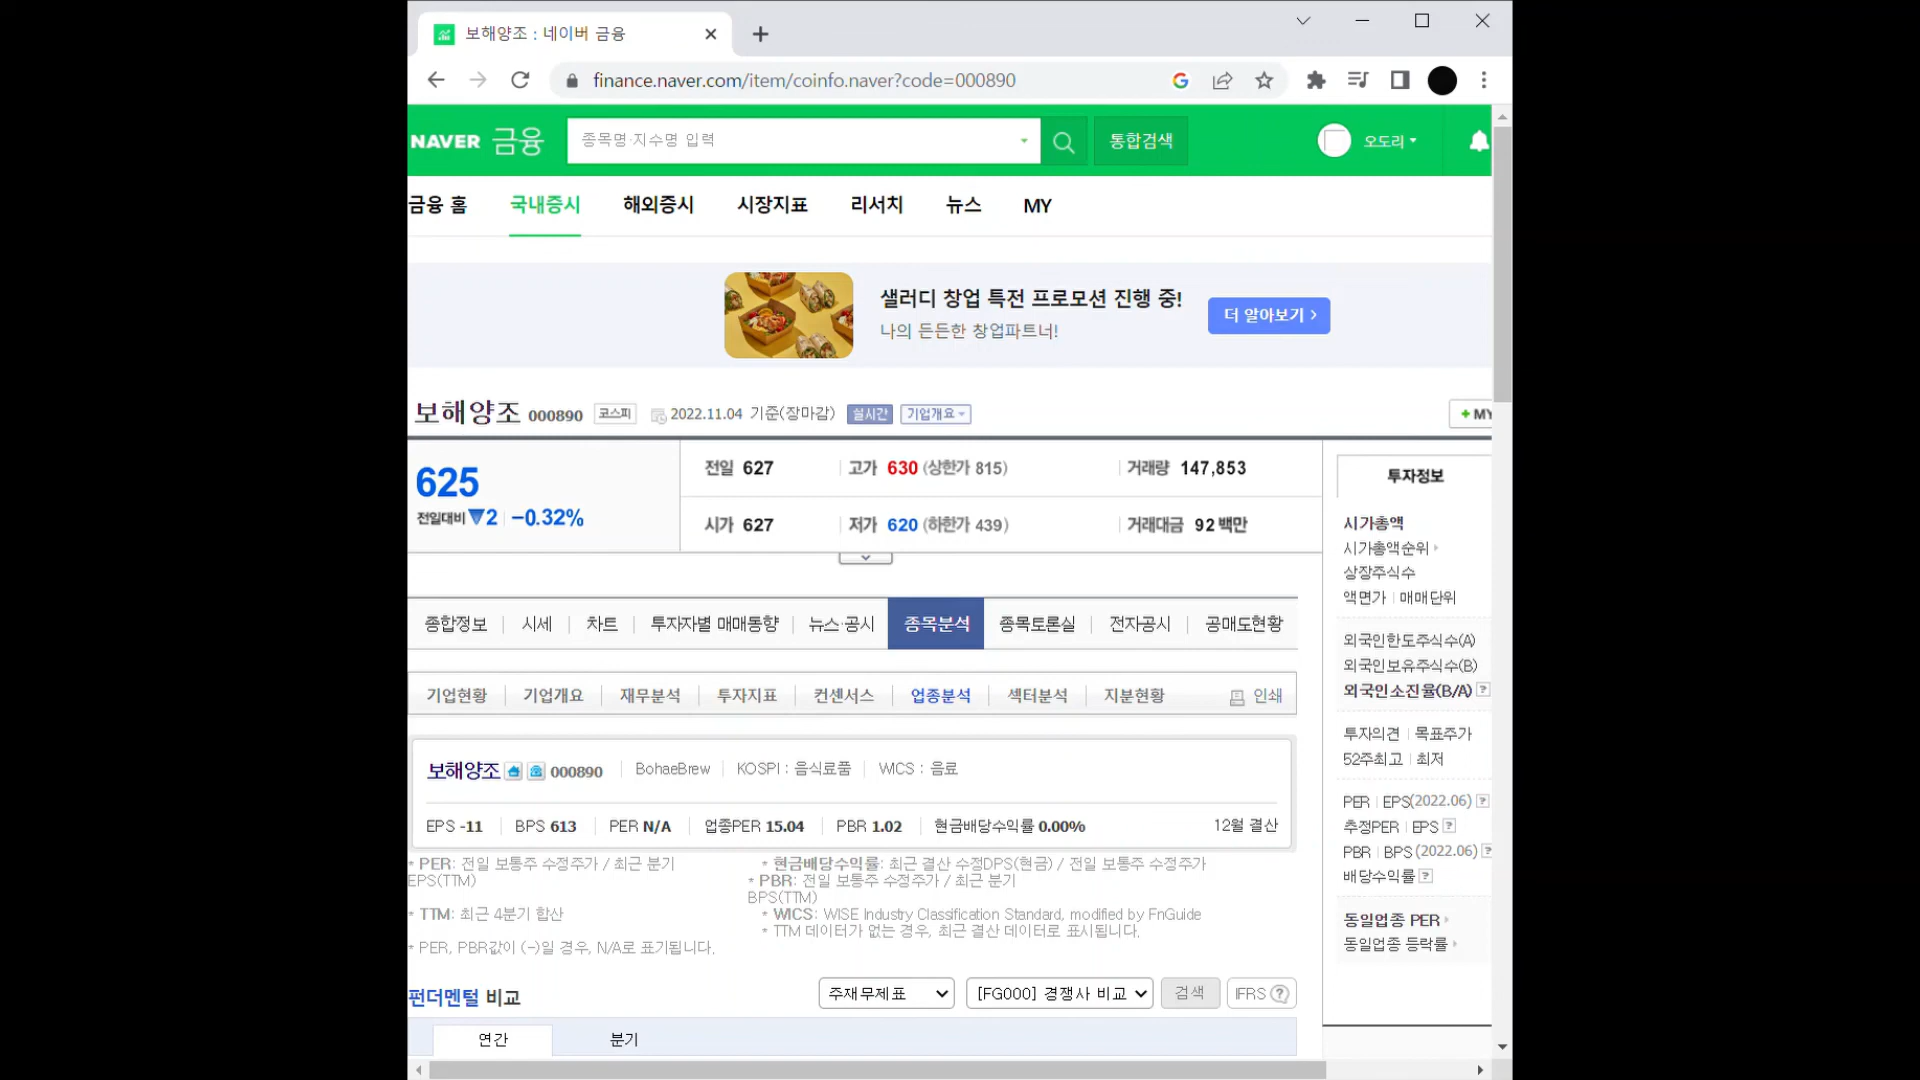 보해양조 : 네이버 금융
finance.naver.com/item/coinfo.naver?code=000890
NAVER 금융 종목명·지수명 입력 통합검색 오도리
금융 홈 국내증시 해외증시 시장지표 리서치 뉴스 MY
샐러디 창업 특전 프로모션 진행 중!
나의 든든한 창업파트너!
더 알아보기 >
보해양조 000890 코스피 2022.11.04 기준(장마감) 실시간 기업개요 + MY
625
전일대비 ▼2 -0.32%
전일 627 고가 630 (상한가 815) 거래량 147,853
시가 627 저가 620 (하한가 439) 거래대금 92 백만
종합정보 시세 차트 투자자별 매매동향 뉴스·공시 종목분석 종목토론실 전자공시 공매도현황
기업현황 기업개요 재무분석 투자지표 컨센서스 업종분석 섹터분석 지분현황 인쇄
보해양조 000890 BohaeBrew KOSPI : 음식료품 WICS : 음료
EPS -11 BPS 613 PER N/A 업종PER 15.04 PBR 1.02 현금배당수익률 0.00% 12월 결산
* PER: 전일 보통주 수정주가 / 최근 분기
EPS(TTM)
* TTM: 최근 4분기 합산
* PER, PBR값이 (-)일 경우, N/A로 표기됩니다.
* 현금배당수익률: 최근 결산 수정DPS(현금) / 전일 보통주 수정주가
* PBR: 전일 보통주 수정주가 / 최근 분기
BPS(TTM)
* WICS: WISE Industry Classification Standard, modified by FnGuide
* TTM 데이터가 없는 경우, 최근 결산 데이터로 표시됩니다.
펀더멘털 비교 주재무제표 [FG000] 경쟁사 비교 검색 IFRS ?
연간 분기
투자정보
시가총액
시가총액순위
상장주식수
액면가 | 매매단위
외국인한도주식수(A)
외국인보유주식수(B)
외국인소진율(B/A) ?
투자의견 | 목표주가
52주최고 | 최저
PER | EPS(2022.06) ?
추정PER | EPS ?
PBR | BPS (2022.06) ?
배당수익률 ?
동일업종 PER
동일업종 등락률